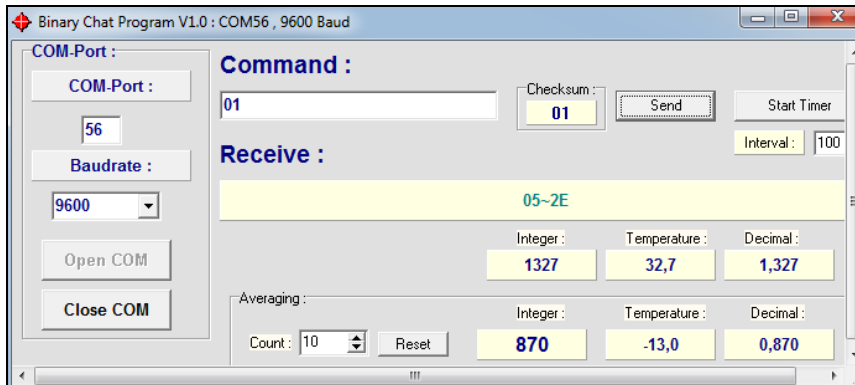 Binary Chat Program V1.0 : COM56 , 9600 Baud
COM-Port :
COM-Port :
56
Baudrate :
9600
Open COM
Close COM
Command :
01
Checksum :
01
Send
Start Timer
Interval :
100
Receive :
05~2E
Integer :
Temperature :
Decimal :
1327
32,7
1,327
Averaging :
Count :
10
Reset
Integer :
Temperature :
Decimal :
870
-13,0
0,870